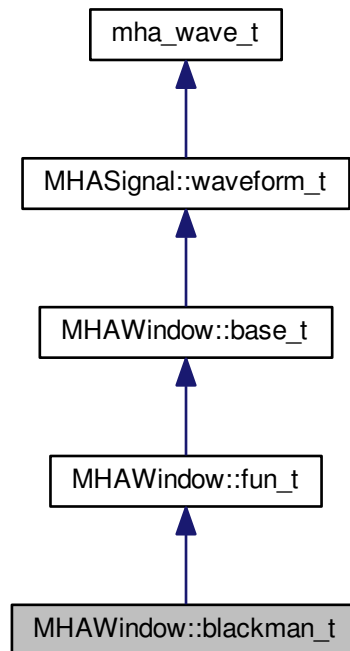 mha_wave_t
MHASignal::waveform_t
MHAWindow::base_t
MHAWindow::fun_t
MHAWindow::blackman_t